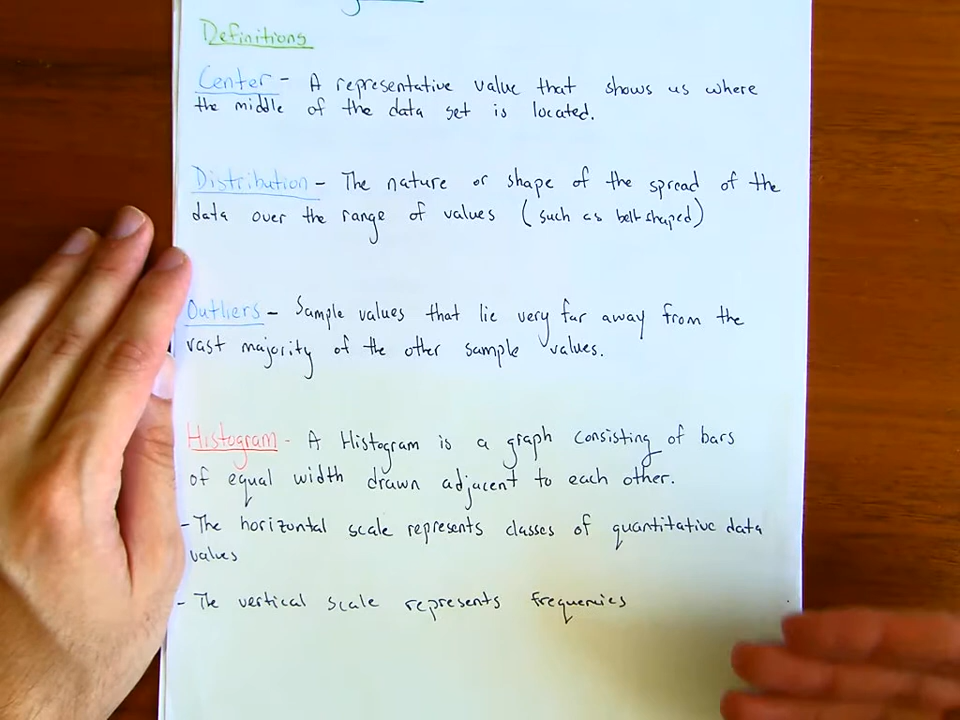 Definitions
Center - A representative value that shows us where
the middle of the data set is located.
Distribution - The nature or shape of the spread of the
data over the range of values (such as bell-shaped)
Outliers - Sample values that lie very far away from the
vast majority of the other sample values.
Histogram - A Histogram is a graph consisting of bars
of equal width drawn adjacent to each other.
- The horizontal scale represents classes of quantitative data
values
- The vertical scale represents frequencies